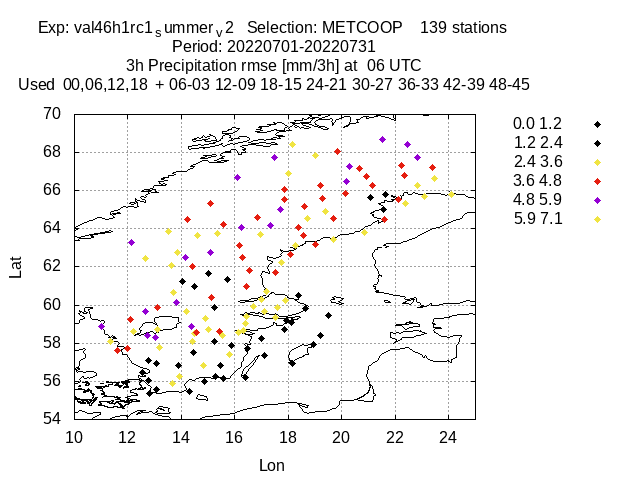 Exp: val46h1rc1summerv2 Selection: METCOOP 139 stations
Period: 20220701-20220731
3h Precipitation rmse [mm/3h] at 06 UTC
Used 00,06,12,18 + 06-03 12-09 18-15 24-21 30-27 36-33 42-39 48-45
70
68
66
64
62
60
58
56
54
10 12 14 16 18 20 22 24
Lat
Lon
0.0 1.2
1.2 2.4
2.4 3.6
3.6 4.8
4.8 5.9
5.9 7.1